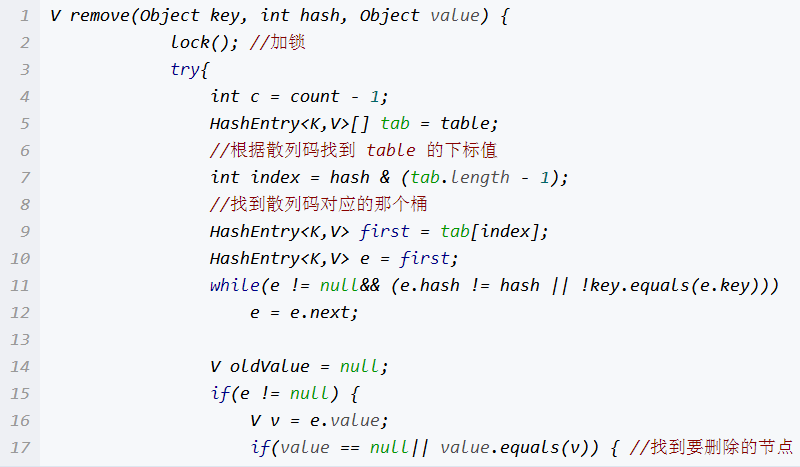 1 V remove(Object key, int hash, Object value) {
2 lock(); //加锁
3 try{
4 int c = count - 1;
5 HashEntry<K,V>[] tab = table;
6 //根据散列码找到 table 的下标值
7 int index = hash & (tab.length - 1);
8 //找到散列码对应的那个桶
9 HashEntry<K,V> first = tab[index];
10 HashEntry<K,V> e = first;
11 while(e != null&& (e.hash != hash || !key.equals(e.key)))
12 e = e.next;
13
14 V oldValue = null;
15 if(e != null) {
16 V v = e.value;
17 if(value == null|| value.equals(v)) { //找到要删除的节点